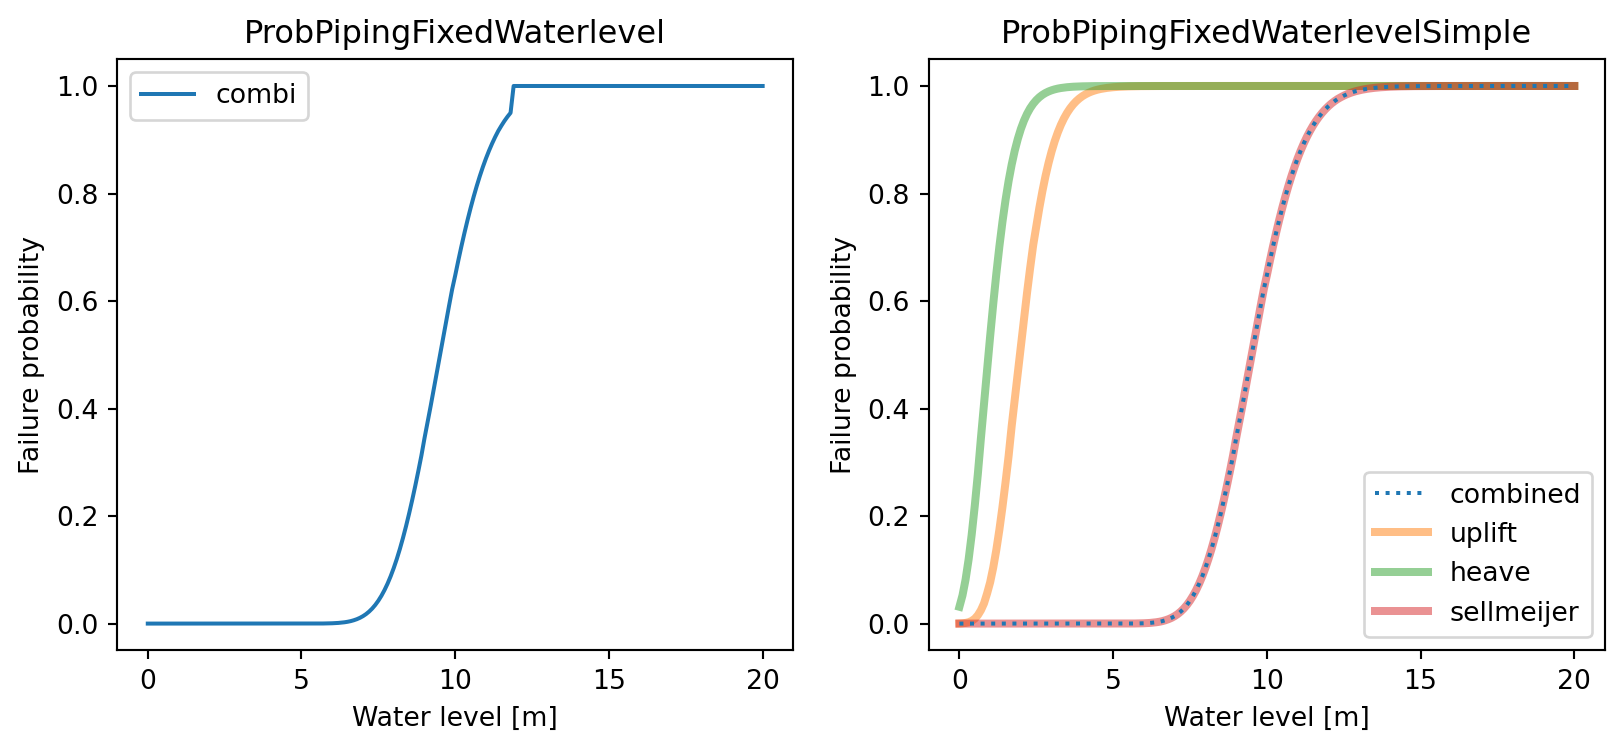 ProbPipingFixedWaterlevel
combi
1.0
0.8
0.6
0.4
0.2
0.0
Failure probability
0 5 10 15 20
Water level [m]
ProbPipingFixedWaterlevelSimple
1.0
0.8
0.6
0.4
0.2
0.0
Failure probability
combined
uplift
heave
sellmeijer
0 5 10 15 20
Water level [m]